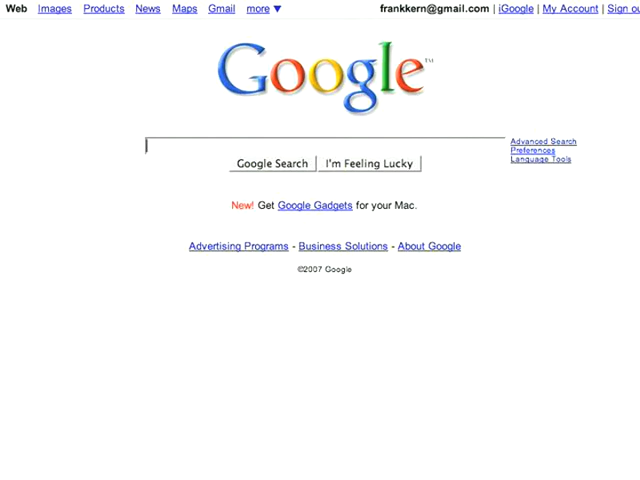 Web Images Products News Maps Gmail more ▼ frankkern@gmail.com | iGoogle | My Account | Sign ou
Google™
Advanced Search
Preferences
Language Tools
Google Search I'm Feeling Lucky
New! Get Google Gadgets for your Mac.
Advertising Programs - Business Solutions - About Google
©2007 Google